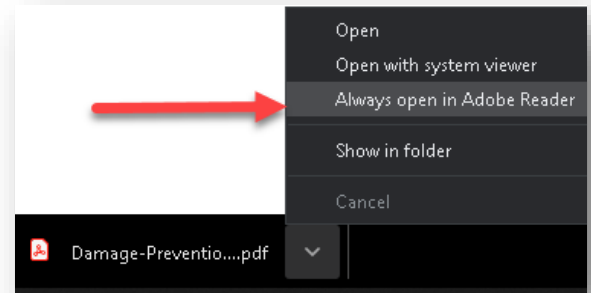 Open
Open with system viewer
Always open in Adobe Reader
Show in folder
Cancel
Damage-Preventio....pdf